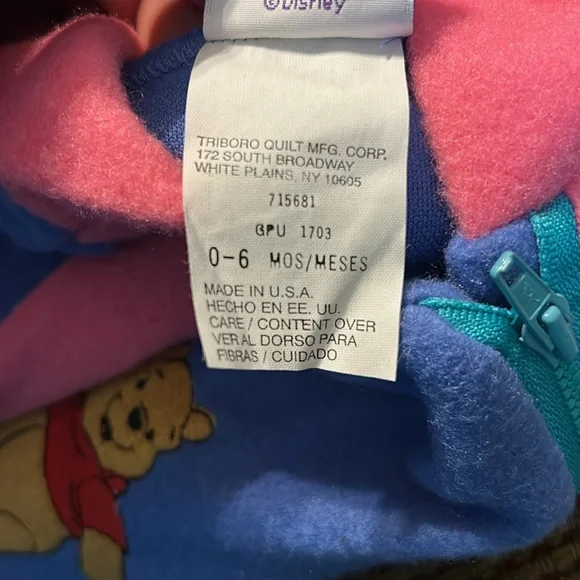 ©Disney
TRIBORO QUILT MFG. CORP.
172 SOUTH BROADWAY
WHITE PLAINS, NY 10605
715681
GPU 1703
0-6 MOS/MESES
MADE IN U.S.A.
HECHO EN EE. UU.
CARE / CONTENT OVER
VER AL DORSO PARA
FIBRAS / CUIDADO